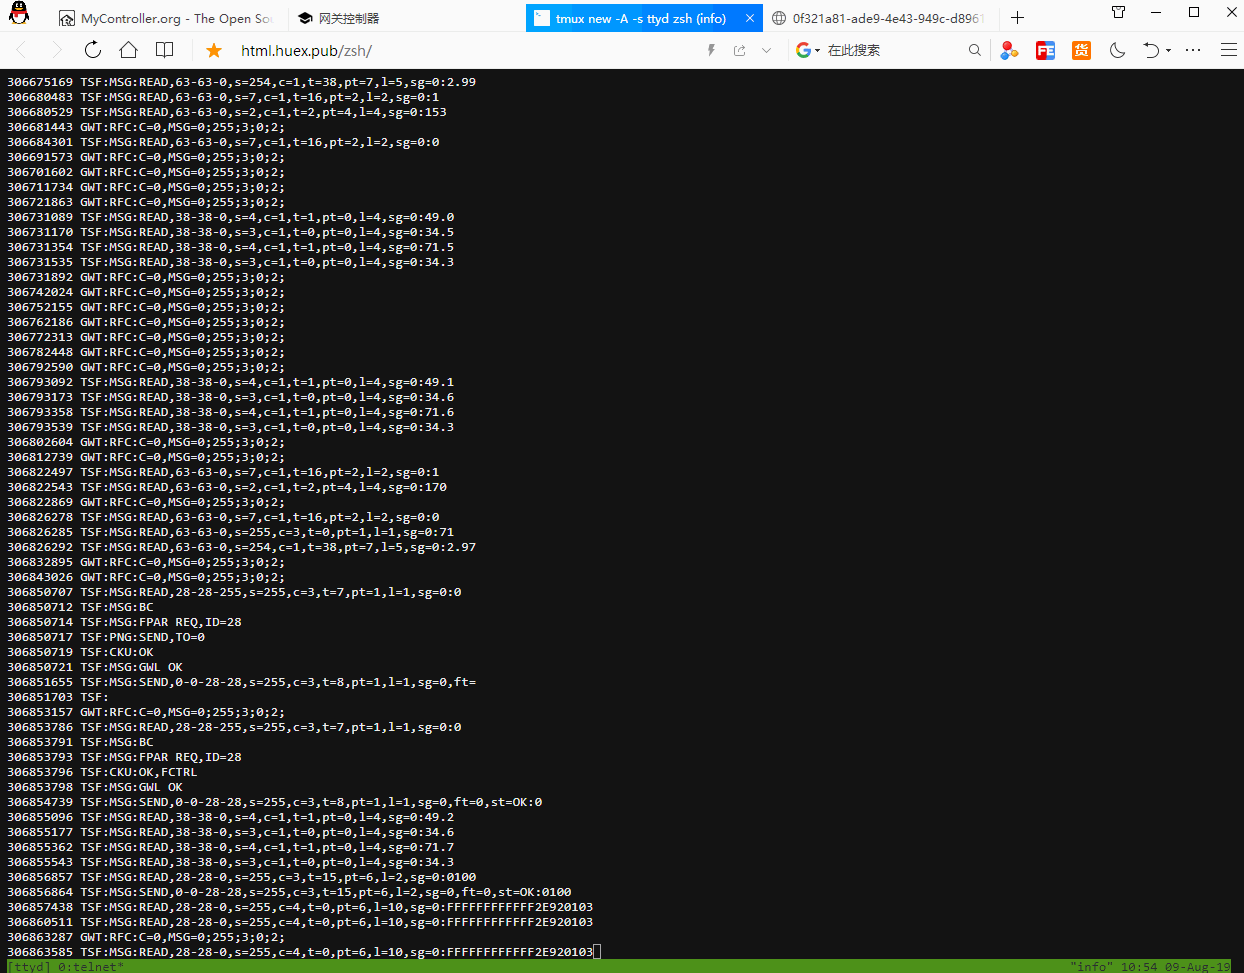 MyController.org - The Open So
网关控制器
tmux new -A -s ttyd zsh (info)
0f321a81-ade9-4e43-949c-d8961
html.huex.pub/zsh/
在此搜索
306675169 TSF:MSG:READ,63-63-0,s=254,c=1,t=38,pt=7,l=5,sg=0:2.99
306680483 TSF:MSG:READ,63-63-0,s=7,c=1,t=16,pt=2,l=2,sg=0:1
306680529 TSF:MSG:READ,63-63-0,s=2,c=1,t=2,pt=4,l=4,sg=0:153
306681443 GWT:RFC:C=0,MSG=0;255;3;0;2;
306684301 TSF:MSG:READ,63-63-0,s=7,c=1,t=16,pt=2,l=2,sg=0:0
306691573 GWT:RFC:C=0,MSG=0;255;3;0;2;
306701602 GWT:RFC:C=0,MSG=0;255;3;0;2;
306711734 GWT:RFC:C=0,MSG=0;255;3;0;2;
306721863 GWT:RFC:C=0,MSG=0;255;3;0;2;
306731089 TSF:MSG:READ,38-38-0,s=4,c=1,t=1,pt=0,l=4,sg=0:49.0
306731170 TSF:MSG:READ,38-38-0,s=3,c=1,t=0,pt=0,l=4,sg=0:34.5
306731354 TSF:MSG:READ,38-38-0,s=4,c=1,t=1,pt=0,l=4,sg=0:71.5
306731535 TSF:MSG:READ,38-38-0,s=3,c=1,t=0,pt=0,l=4,sg=0:34.3
306731892 GWT:RFC:C=0,MSG=0;255;3;0;2;
306742024 GWT:RFC:C=0,MSG=0;255;3;0;2;
306752155 GWT:RFC:C=0,MSG=0;255;3;0;2;
306762186 GWT:RFC:C=0,MSG=0;255;3;0;2;
306772313 GWT:RFC:C=0,MSG=0;255;3;0;2;
306782448 GWT:RFC:C=0,MSG=0;255;3;0;2;
306792590 GWT:RFC:C=0,MSG=0;255;3;0;2;
306793092 TSF:MSG:READ,38-38-0,s=4,c=1,t=1,pt=0,l=4,sg=0:49.1
306793173 TSF:MSG:READ,38-38-0,s=3,c=1,t=0,pt=0,l=4,sg=0:34.6
306793358 TSF:MSG:READ,38-38-0,s=4,c=1,t=1,pt=0,l=4,sg=0:71.6
306793539 TSF:MSG:READ,38-38-0,s=3,c=1,t=0,pt=0,l=4,sg=0:34.3
306802604 GWT:RFC:C=0,MSG=0;255;3;0;2;
306812739 GWT:RFC:C=0,MSG=0;255;3;0;2;
306822497 TSF:MSG:READ,63-63-0,s=7,c=1,t=16,pt=2,l=2,sg=0:1
306822543 TSF:MSG:READ,63-63-0,s=2,c=1,t=2,pt=4,l=4,sg=0:170
306822869 GWT:RFC:C=0,MSG=0;255;3;0;2;
306826278 TSF:MSG:READ,63-63-0,s=7,c=1,t=16,pt=2,l=2,sg=0:0
306826285 TSF:MSG:READ,63-63-0,s=255,c=3,t=0,pt=1,l=1,sg=0:71
306826292 TSF:MSG:READ,63-63-0,s=254,c=1,t=38,pt=7,l=5,sg=0:2.97
306832895 GWT:RFC:C=0,MSG=0;255;3;0;2;
306843026 GWT:RFC:C=0,MSG=0;255;3;0;2;
306850707 TSF:MSG:READ,28-28-255,s=255,c=3,t=7,pt=1,l=1,sg=0:0
306850712 TSF:MSG:BC
306850714 TSF:MSG:FPAR REQ,ID=28
306850717 TSF:PNG:SEND,TO=0
306850719 TSF:CKU:OK
306850721 TSF:MSG:GWL OK
306851655 TSF:MSG:SEND,0-0-28-28,s=255,c=3,t=8,pt=1,l=1,sg=0,ft=
306851703 TSF:
306853157 GWT:RFC:C=0,MSG=0;255;3;0;2;
306853786 TSF:MSG:READ,28-28-255,s=255,c=3,t=7,pt=1,l=1,sg=0:0
306853791 TSF:MSG:BC
306853793 TSF:MSG:FPAR REQ,ID=28
306853796 TSF:CKU:OK,FCTRL
306853798 TSF:MSG:GWL OK
306854739 TSF:MSG:SEND,0-0-28-28,s=255,c=3,t=8,pt=1,l=1,sg=0,ft=0,st=OK:0
306855096 TSF:MSG:READ,38-38-0,s=4,c=1,t=1,pt=0,l=4,sg=0:49.2
306855177 TSF:MSG:READ,38-38-0,s=3,c=1,t=0,pt=0,l=4,sg=0:34.6
306855362 TSF:MSG:READ,38-38-0,s=4,c=1,t=1,pt=0,l=4,sg=0:71.7
306855543 TSF:MSG:READ,38-38-0,s=3,c=1,t=0,pt=0,l=4,sg=0:34.3
306856857 TSF:MSG:READ,28-28-0,s=255,c=3,t=15,pt=6,l=2,sg=0:0100
306856864 TSF:MSG:SEND,0-0-28-28,s=255,c=3,t=15,pt=6,l=2,sg=0,ft=0,st=OK:0100
306857438 TSF:MSG:READ,28-28-0,s=255,c=4,t=0,pt=6,l=10,sg=0:FFFFFFFFFFFF2E920103
306860511 TSF:MSG:READ,28-28-0,s=255,c=4,t=0,pt=6,l=10,sg=0:FFFFFFFFFFFF2E920103
306863287 GWT:RFC:C=0,MSG=0;255;3;0;2;
306863585 TSF:MSG:READ,28-28-0,s=255,c=4,t=0,pt=6,l=10,sg=0:FFFFFFFFFFFF2E920103
[ttyd] 0:telnet* "info" 10:54 09-Aug-19